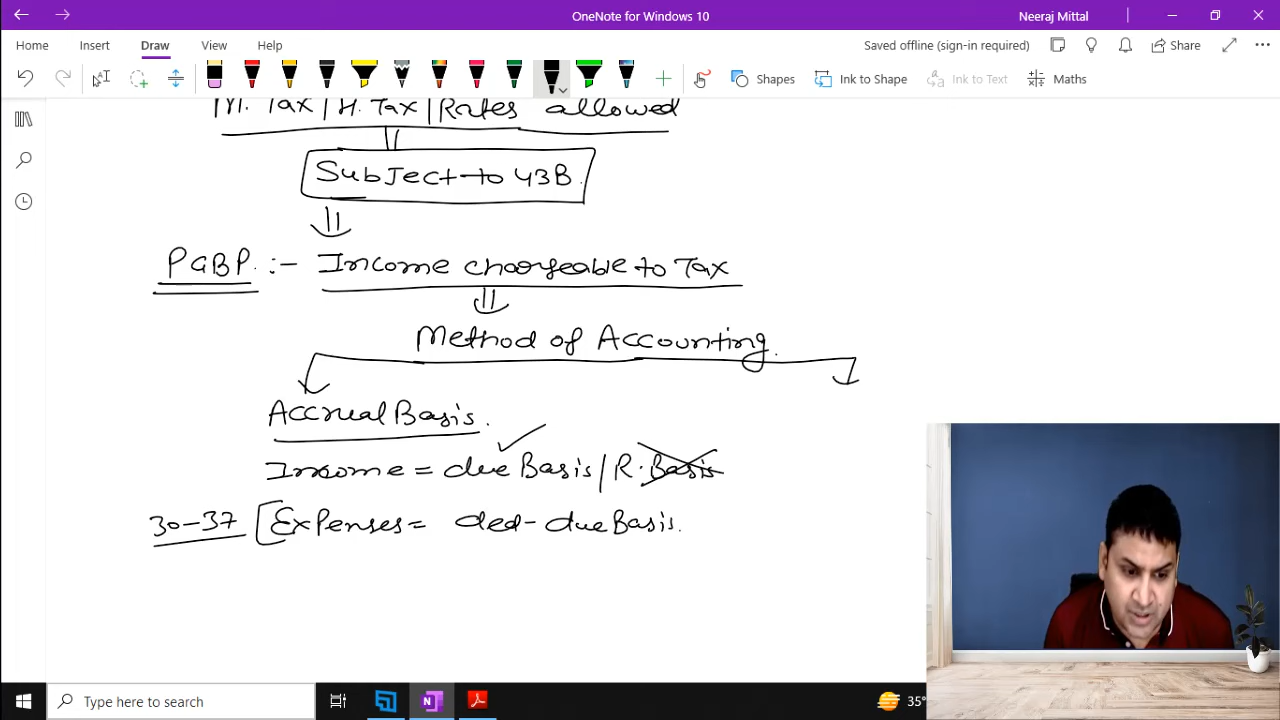 OneNote for Windows 10
Neeraj Mittal
Home Insert Draw View Help
Saved offline (sign-in required)
Share
Shapes
Ink to Shape
Ink to Text
Maths
M. Tax | H. Tax | Rates allowed
Subject to 43B.
PGBP. :- Income chargeable to Tax
Method of Accounting.
Accrual Basis.
Income = due Basis / R. Basis
30-37 [Expenses = ded - due Basis.
Type here to search
35°